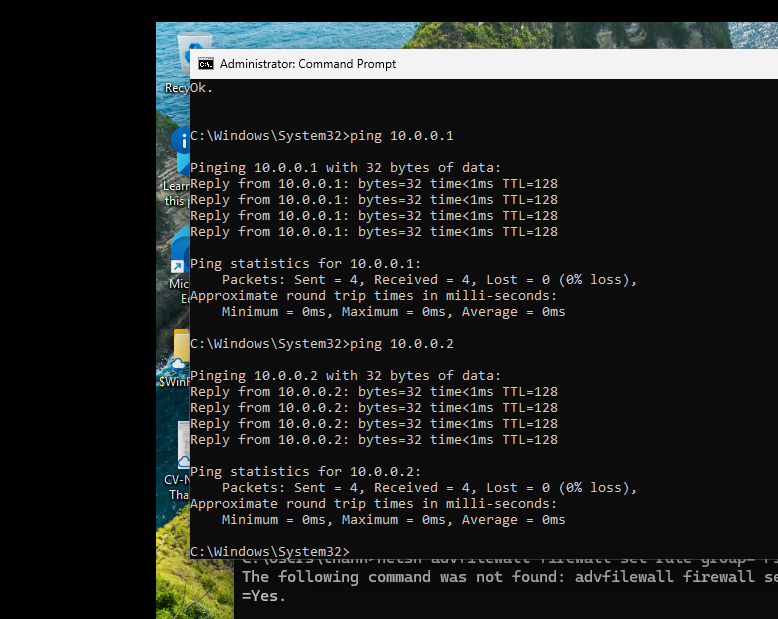 Administrator: Command Prompt
Recy
Ok.
C:\Windows\System32>ping 10.0.0.1
Pinging 10.0.0.1 with 32 bytes of data:
Reply from 10.0.0.1: bytes=32 time<1ms TTL=128
Reply from 10.0.0.1: bytes=32 time<1ms TTL=128
Reply from 10.0.0.1: bytes=32 time<1ms TTL=128
Reply from 10.0.0.1: bytes=32 time<1ms TTL=128
Ping statistics for 10.0.0.1:
Packets: Sent = 4, Received = 4, Lost = 0 (0% loss),
Approximate round trip times in milli-seconds:
Minimum = 0ms, Maximum = 0ms, Average = 0ms
C:\Windows\System32>ping 10.0.0.2
Pinging 10.0.0.2 with 32 bytes of data:
Reply from 10.0.0.2: bytes=32 time<1ms TTL=128
Reply from 10.0.0.2: bytes=32 time<1ms TTL=128
Reply from 10.0.0.2: bytes=32 time<1ms TTL=128
Reply from 10.0.0.2: bytes=32 time<1ms TTL=128
Ping statistics for 10.0.0.2:
Packets: Sent = 4, Received = 4, Lost = 0 (0% loss),
Approximate round trip times in milli-seconds:
Minimum = 0ms, Maximum = 0ms, Average = 0ms
C:\Windows\System32>
Learn
this
Mic
E
$Win
CV-N
Tha
The following command was not found: advfilewall firewall se
=Yes.